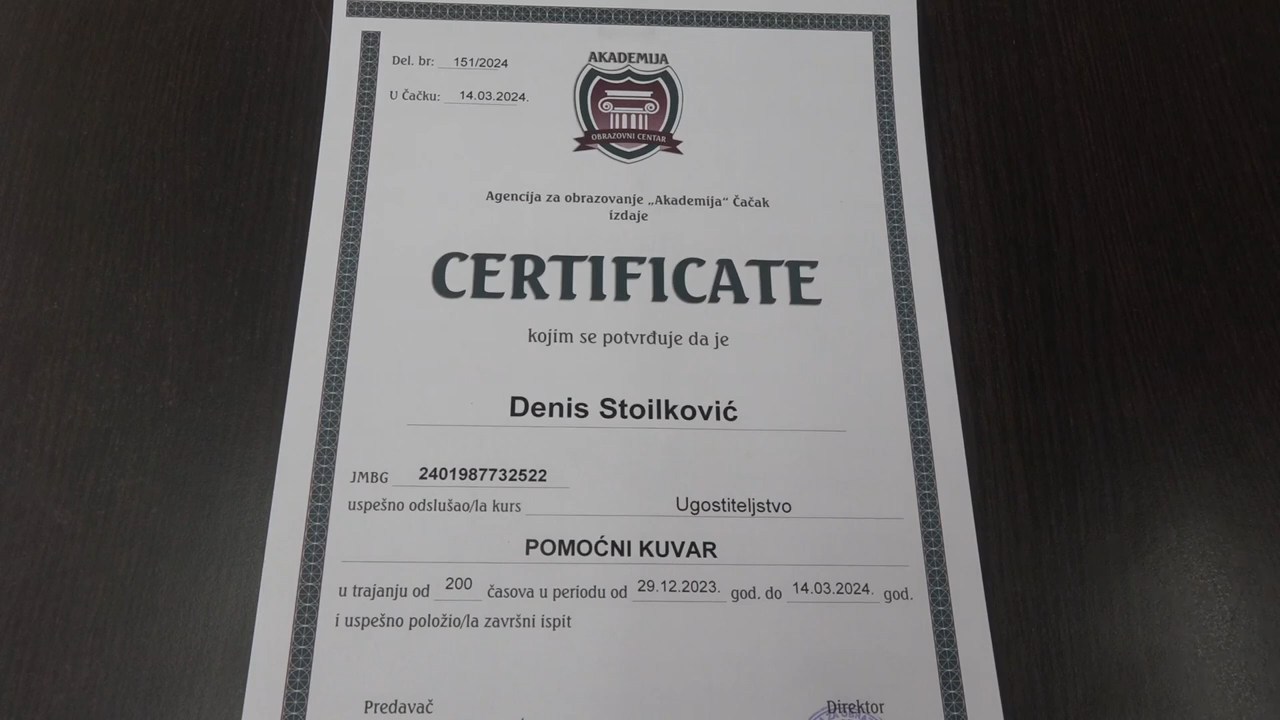 Del. br: 151/2024
U Čačku: 14.03.2024.
AKADEMIJA
OBRAZOVNI CENTAR
Agencija za obrazovanje „Akademija“ Čačak
izdaje
CERTIFICATE
kojim se potvrđuje da je
Denis Stoilković
JMBG 2401987732522
uspešno odslušao/la kurs Ugostiteljstvo
POMOĆNI KUVAR
u trajanju od 200 časova u periodu od 29.12.2023. god. do 14.03.2024. god.
i uspešno položio/la završni ispit
Predavač Direktor